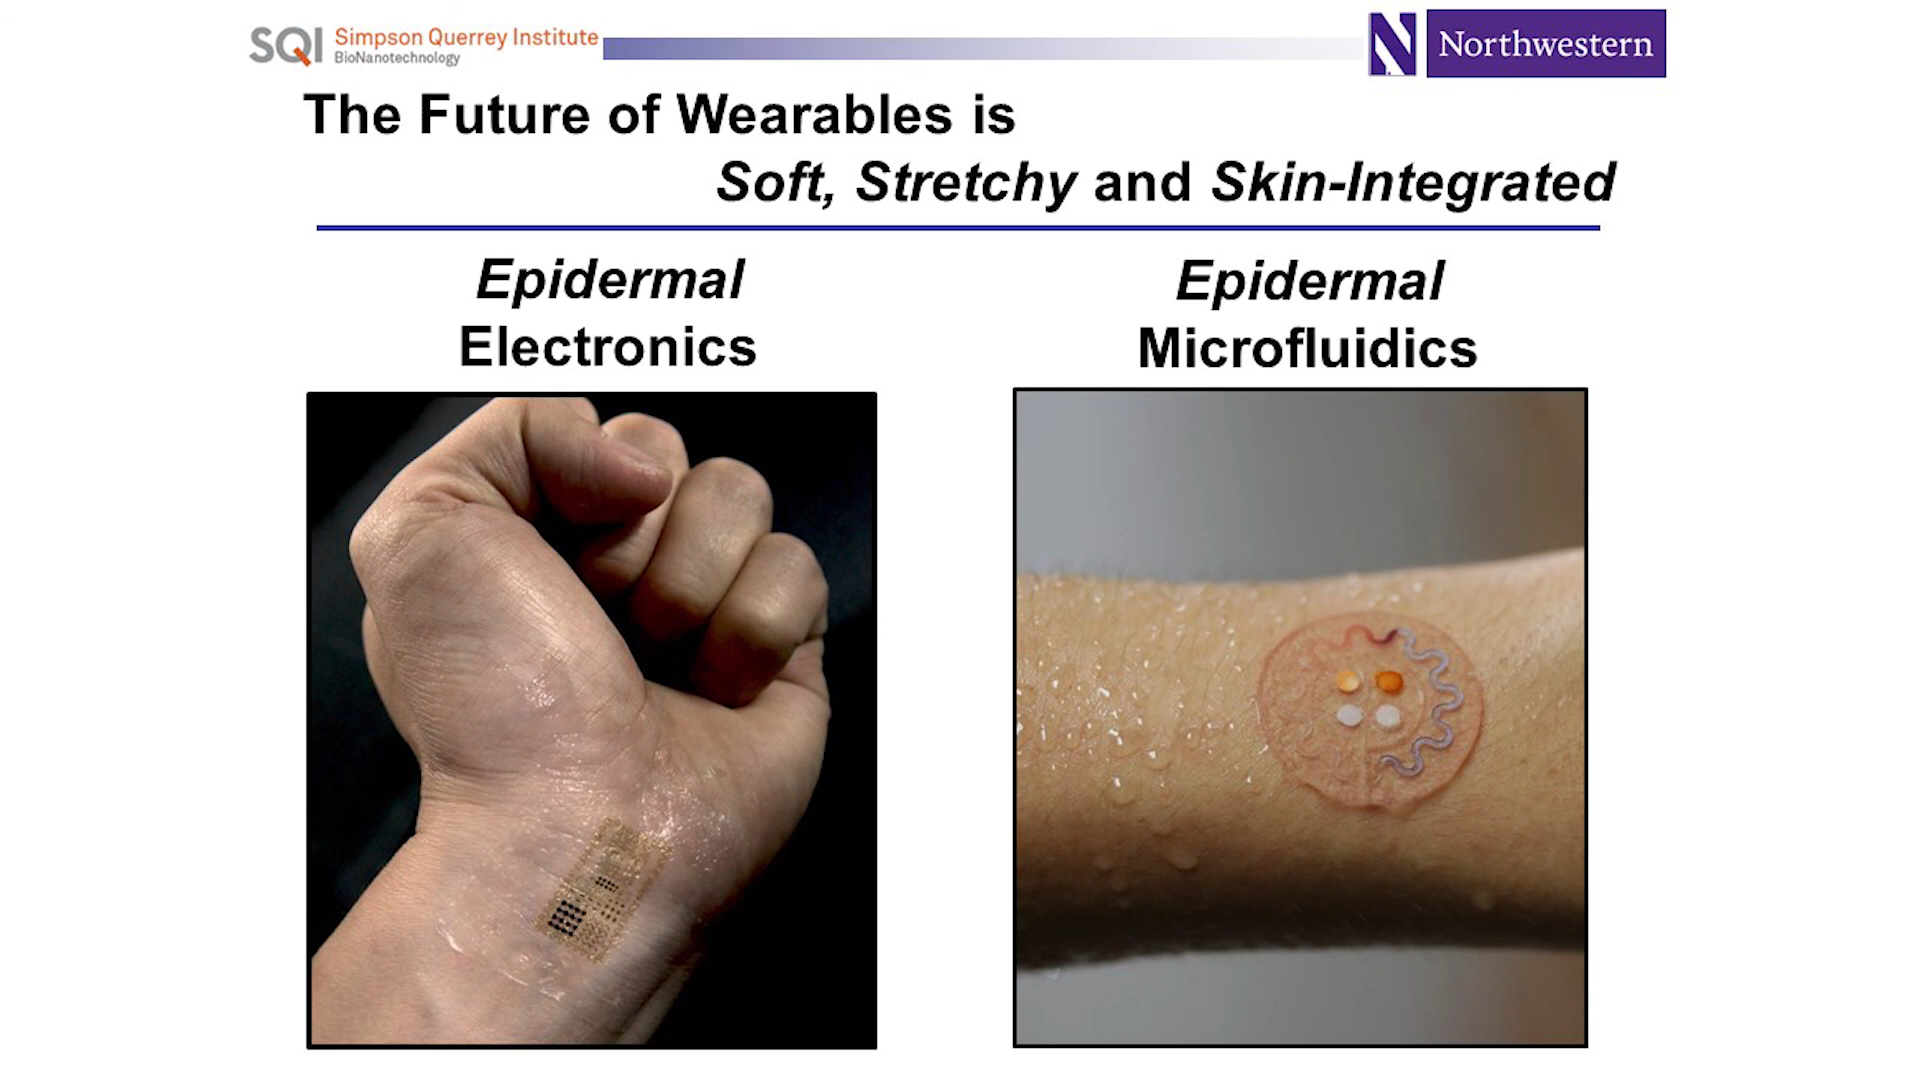 SQI Simpson Querrey Institute
BioNanotechnology
N Northwestern
The Future of Wearables is
Soft, Stretchy and Skin-Integrated
Epidermal
Electronics
Epidermal
Microfluidics